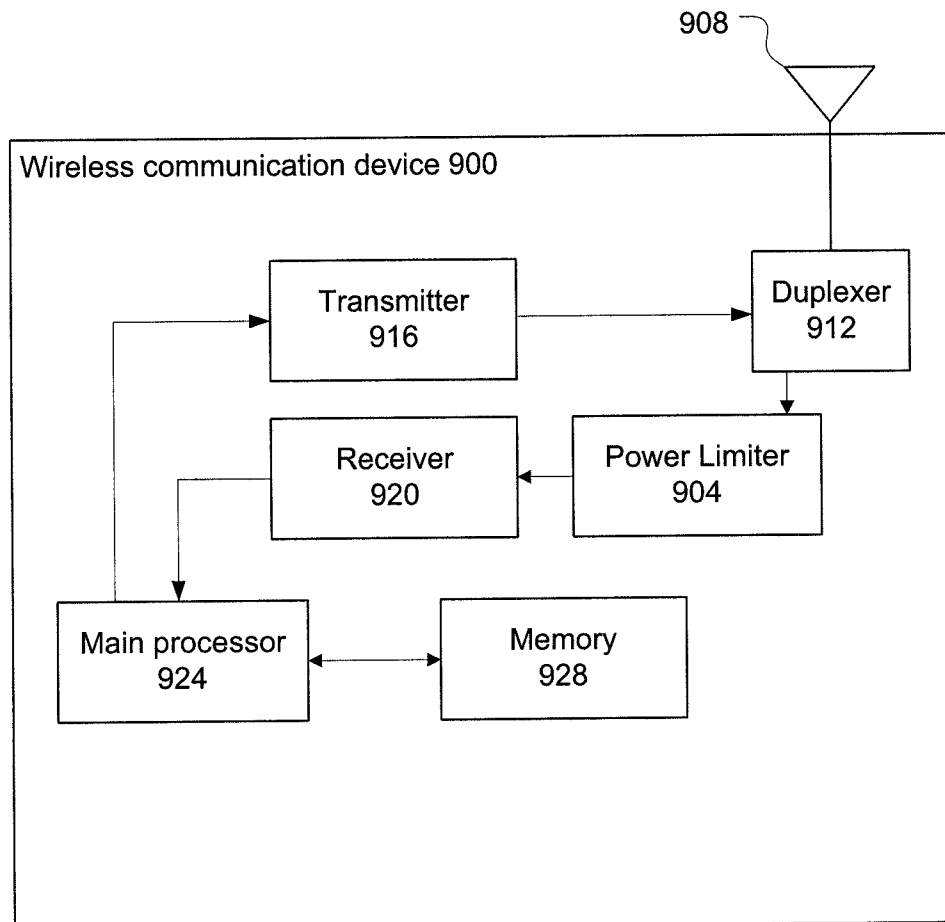 908
Wireless communication device 900
Transmitter
916
Duplexer
912
Receiver
920
Power Limiter
904
Main processor
924
Memory
928